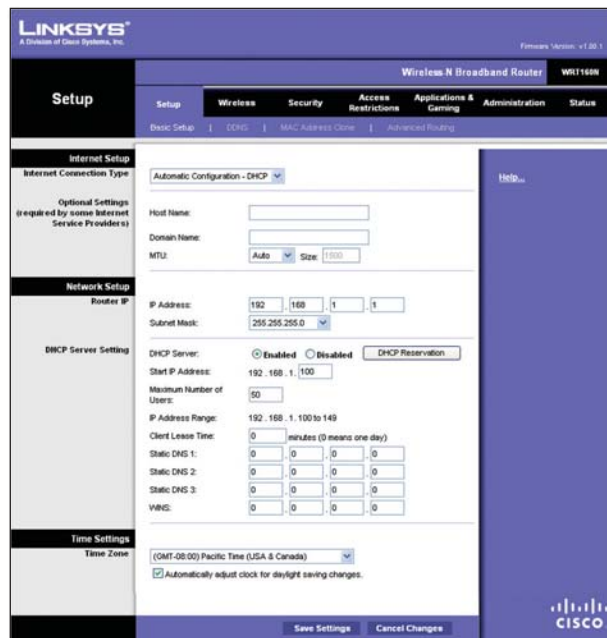 LINKSYS®
A Division of Cisco Systems, Inc.
Firmware Version: v1.00.1
Wireless-N Broadband Router WRT160N
Setup
Setup Wireless Security Access Restrictions Applications & Gaming Administration Status
Basic Setup | DDNS | MAC Address Clone | Advanced Routing
Internet Setup
Internet Connection Type
Automatic Configuration - DHCP
Help...
Optional Settings
(required by some Internet
Service Providers)
Host Name:
Domain Name:
MTU: Auto Size: 1500
Network Setup
Router IP
IP Address: 192 . 168 . 1 . 1
Subnet Mask: 255.255.255.0
DHCP Server Setting
DHCP Server: Enabled Disabled DHCP Reservation
Start IP Address: 192 . 168 . 1. 100
Maximum Number of
Users: 50
IP Address Range: 192 . 168 . 1. 100 to 149
Client Lease Time: 0 minutes (0 means one day)
Static DNS 1: 0 . 0 . 0 . 0
Static DNS 2: 0 . 0 . 0 . 0
Static DNS 3: 0 . 0 . 0 . 0
WINS: 0 . 0 . 0 . 0
Time Settings
Time Zone
(GMT-08:00) Pacific Time (USA & Canada)
Automatically adjust clock for daylight saving changes.
Save Settings Cancel Changes
CISCO